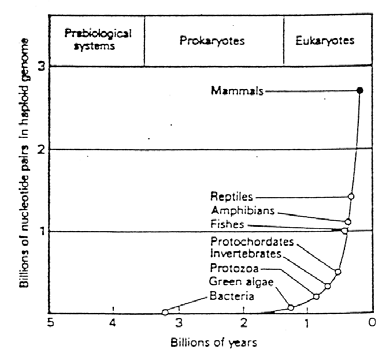 Prebiological
systems
Prokaryotes
Eukaryotes
Billions of nucleotide pairs in haploid genome
3
2
1
Mammals
Reptiles
Amphibians
Fishes
Protochordates
Invertebrates
Protozoa
Green algae
Bacteria
5 4 3 2 1 0
Billions of years